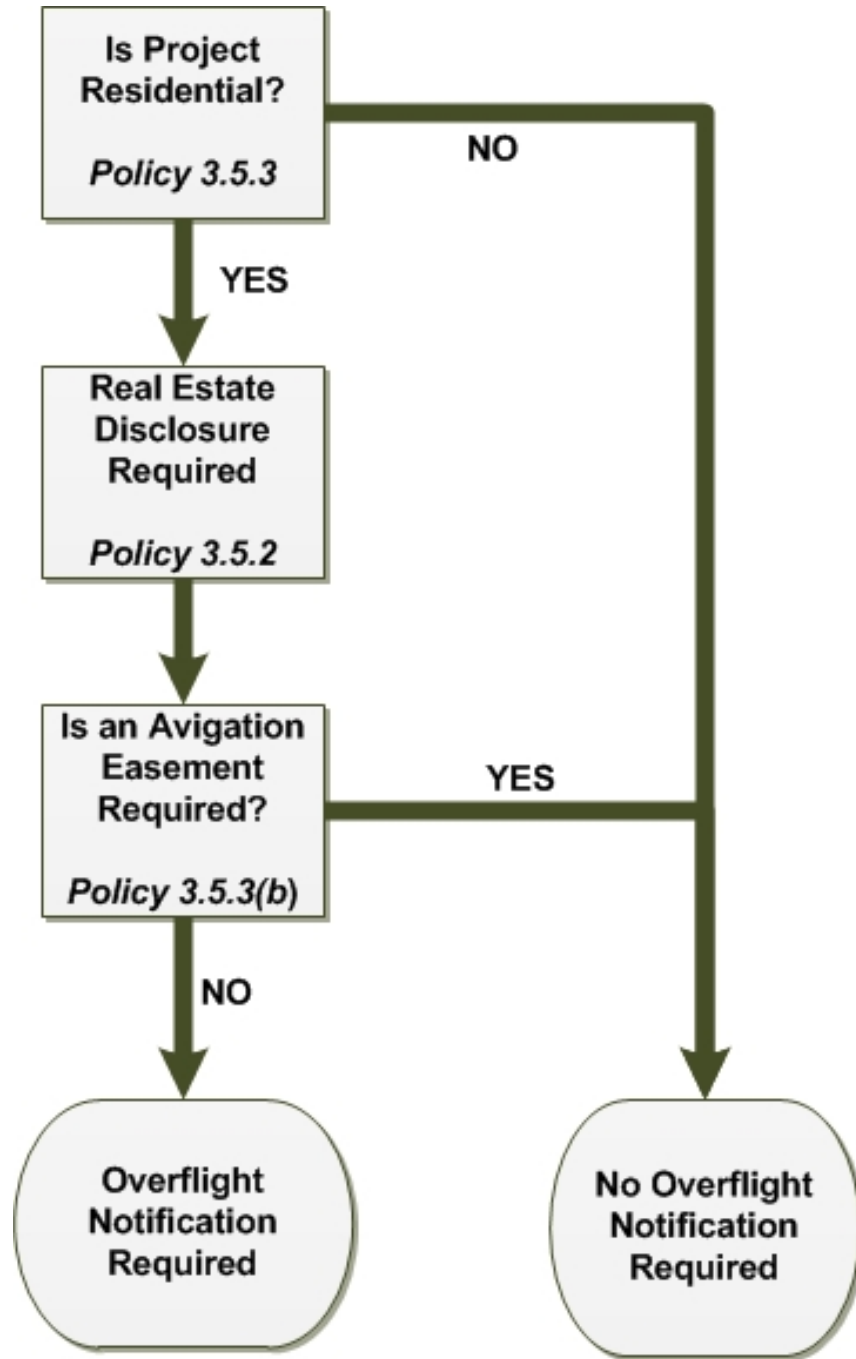 Is Project
Residential?
Policy 3.5.3
NO
YES
Real Estate
Disclosure
Required
Policy 3.5.2
Is an Avigation
Easement
Required?
Policy 3.5.3(b)
YES
NO
Overflight
Notification
Required
No Overflight
Notification
Required